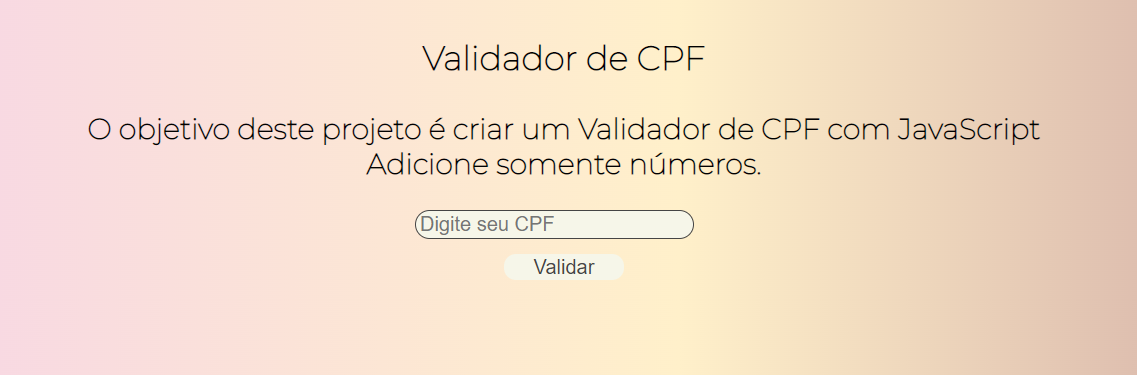 Validador de CPF
O objetivo deste projeto é criar um Validador de CPF com JavaScript
Adicione somente números.
Digite seu CPF
Validar